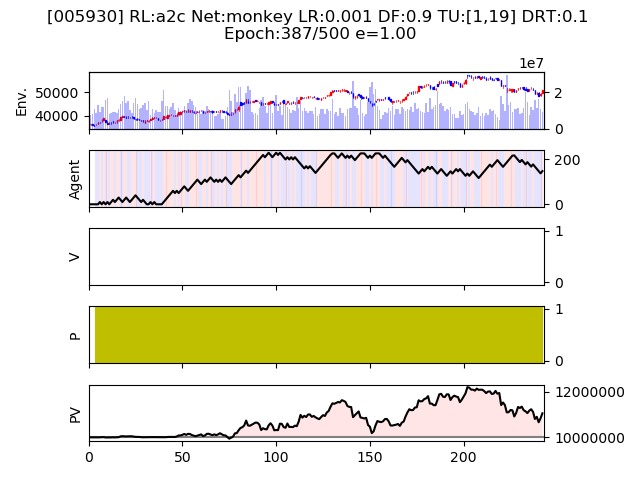 [005930] RL:a2c Net:monkey LR:0.001 DF:0.9 TU:[1,19] DRT:0.1
Epoch:387/500 e=1.00
1e7
Env.
50000
40000
2
0
Agent
200
0
V
1
0
P
1
0
PV
12000000
10000000
0
50
100
150
200